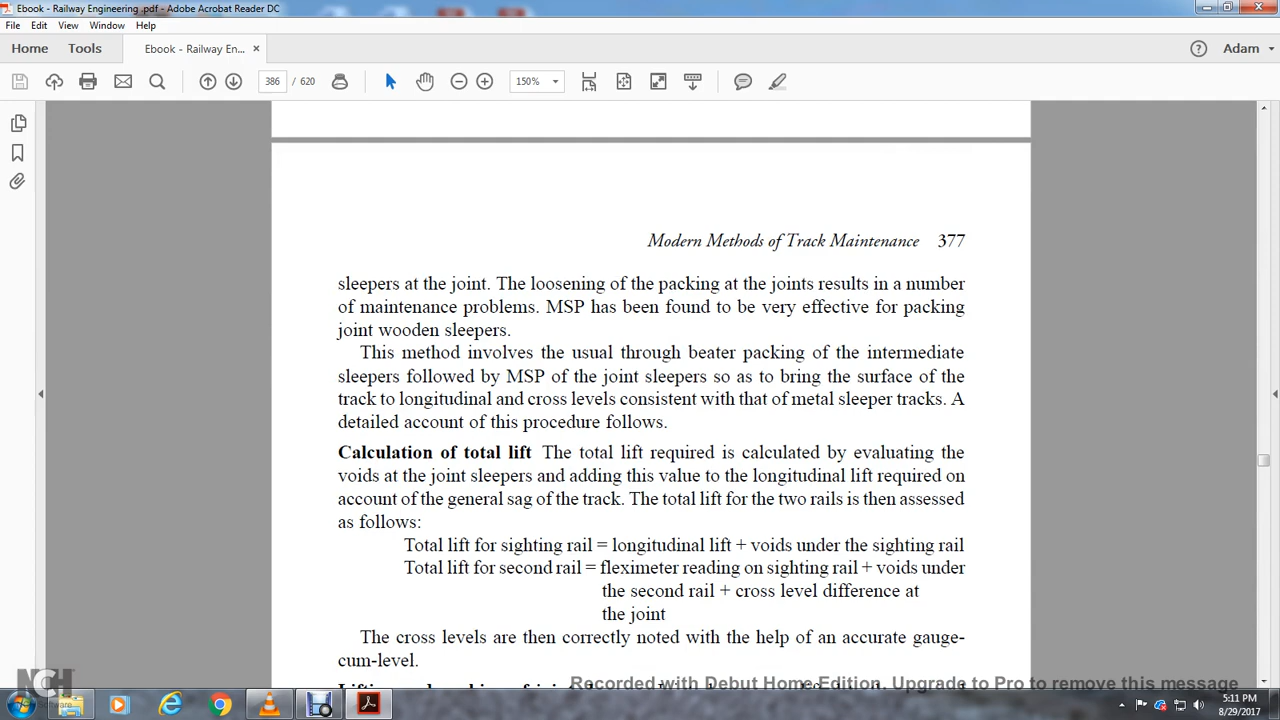 Ebook - Railway Engineering .pdf - Adobe Acrobat Reader DC
File Edit View Window Help
Home Tools Ebook - Railway En... × ? Adam
386 / 620 150%
Modern Methods of Track Maintenance 377
sleepers at the joint. The loosening of the packing at the joints results in a number
of maintenance problems. MSP has been found to be very effective for packing
joint wooden sleepers.
This method involves the usual through beater packing of the intermediate
sleepers followed by MSP of the joint sleepers so as to bring the surface of the
track to longitudinal and cross levels consistent with that of metal sleeper tracks. A
detailed account of this procedure follows.
Calculation of total lift The total lift required is calculated by evaluating the
voids at the joint sleepers and adding this value to the longitudinal lift required on
account of the general sag of the track. The total lift for the two rails is then assessed
as follows:
Total lift for sighting rail = longitudinal lift + voids under the sighting rail
Total lift for second rail = fleximeter reading on sighting rail + voids under
the second rail + cross level difference at
the joint
The cross levels are then correctly noted with the help of an accurate gauge-
cum-level.
Recorded with Debut Home Edition. Upgrade to Pro to remove this message
NCH
Software
5:11 PM
8/29/2017